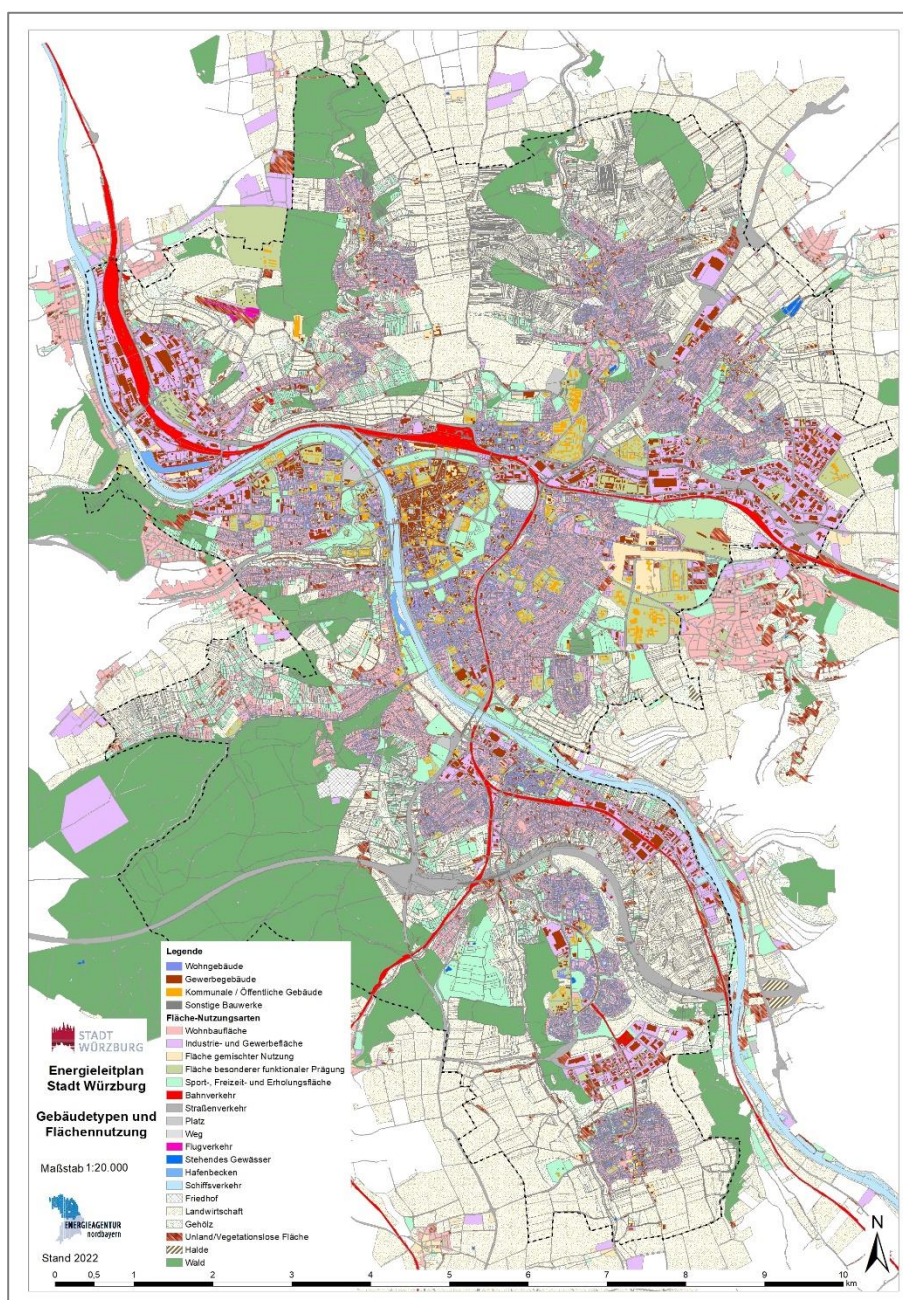 Legende
Wohngebäude
Gewerbegebäude
Kommunale / Öffentliche Gebäude
Sonstige Bauwerke
Fläche-Nutzungsarten
Wohnbaufläche
Industrie- und Gewerbefläche
Fläche gemischter Nutzung
Fläche besonderer funktionaler Prägung
Sport-, Freizeit- und Erholungsfläche
Bahnverkehr
Straßenverkehr
Platz
Weg
Flugverkehr
Stehendes Gewässer
Hafenbecken
Schiffsverkehr
Friedhof
Landwirtschaft
Gehölz
Unland/Vegetationslose Fläche
Halde
Wald
STADT
WÜRZBURG
Energieleitplan
Stadt Würzburg
Gebäudetypen und
Flächennutzung
Maßstab 1:20.000
ENERGIEAGENTUR
nordbayern
Stand 2022
N
0 0,5 1 2 3 4 5 6 7 8 9 10
km